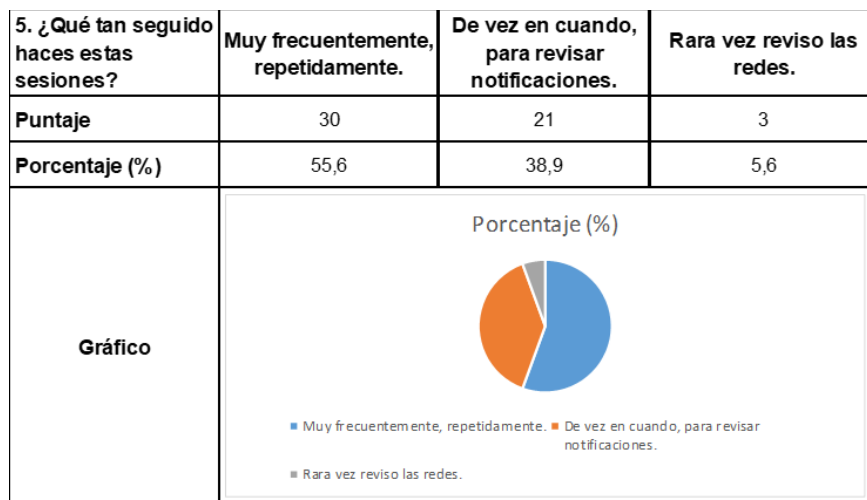 5. ¿Qué tan seguido
haces estas
sesiones?
Muy frecuentemente,
repetidamente.
De vez en cuando,
para revisar
notificaciones.
Rara vez reviso las
redes.
Puntaje
30
21
3
Porcentaje (%)
55,6
38,9
5,6
Gráfico
Porcentaje (%)
Muy frecuentemente, repetidamente.
De vez en cuando, para revisar
notificaciones.
Rara vez reviso las redes.